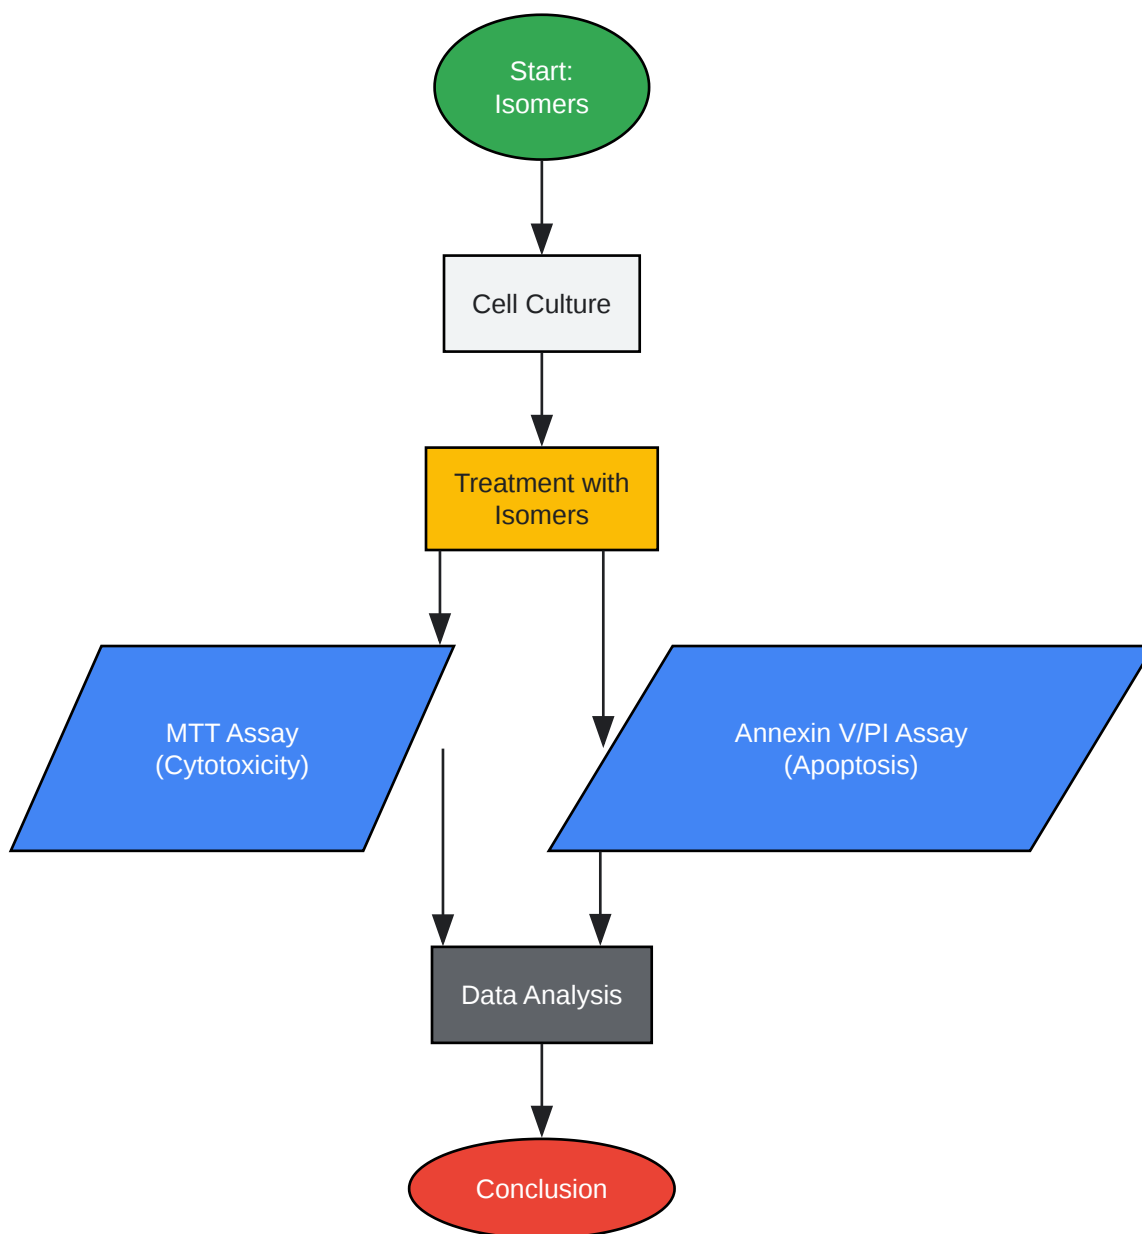 Start:
Isomers
Cell Culture
Treatment with
Isomers
MTT Assay
(Cytotoxicity)
Annexin V/PI Assay
(Apoptosis)
Data Analysis
Conclusion